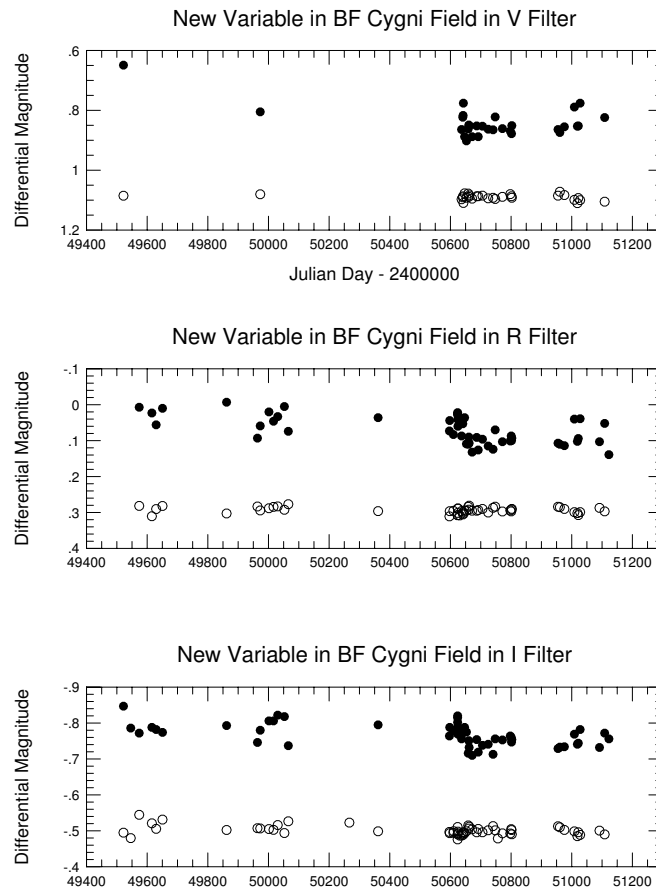 New Variable in BF Cygni Field in V Filter
Differential Magnitude
.6
.8
1
1.2
49400 49600 49800 50000 50200 50400 50600 50800 51000 51200
Julian Day - 2400000
New Variable in BF Cygni Field in R Filter
Differential Magnitude
-.1
0
.1
.2
.3
.4
49400 49600 49800 50000 50200 50400 50600 50800 51000 51200
New Variable in BF Cygni Field in I Filter
Differential Magnitude
-.9
-.8
-.7
-.6
-.5
-.4
49400 49600 49800 50000 50200 50400 50600 50800 51000 51200